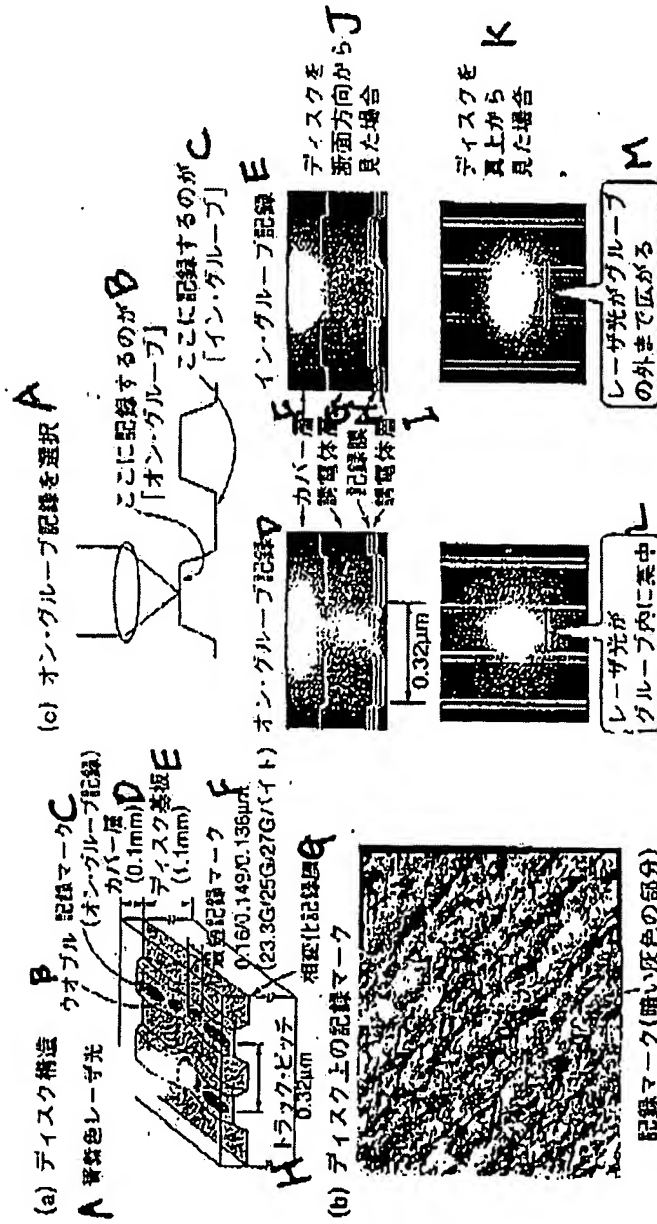 (a) ディスク構造
A 青紫色レーザ光
B ウオブル
記録マーク C
(オン・グループ記録)
カバー層 D
(0.1mm)
ディスク基板 E
(1.1mm)
最短記録マーク F
0.16/0.149/0.138μm
(23.3G/25G/27Gバイト)
相変化記録膜 G
H トラック・ピッチ
0.32μm
(b) ディスク上の記録マーク
記録マーク(暗い灰色の部分)
(c) オン・グループ記録を選択 A
ここに記録するのが B
「オン・グループ」
ここに記録するのが C
「イン・グループ」
オン・グループ記録 D
イン・グループ記録 E
カバー層 F
誘電体層
記録膜
誘電体層 I
0.32μm
ディスクを
断面方向から J
見た場合
ディスクを
真上から K
見た場合
レーザ光が
グループ内に集中 L
レーザ光がグループ M
の外まで広がる